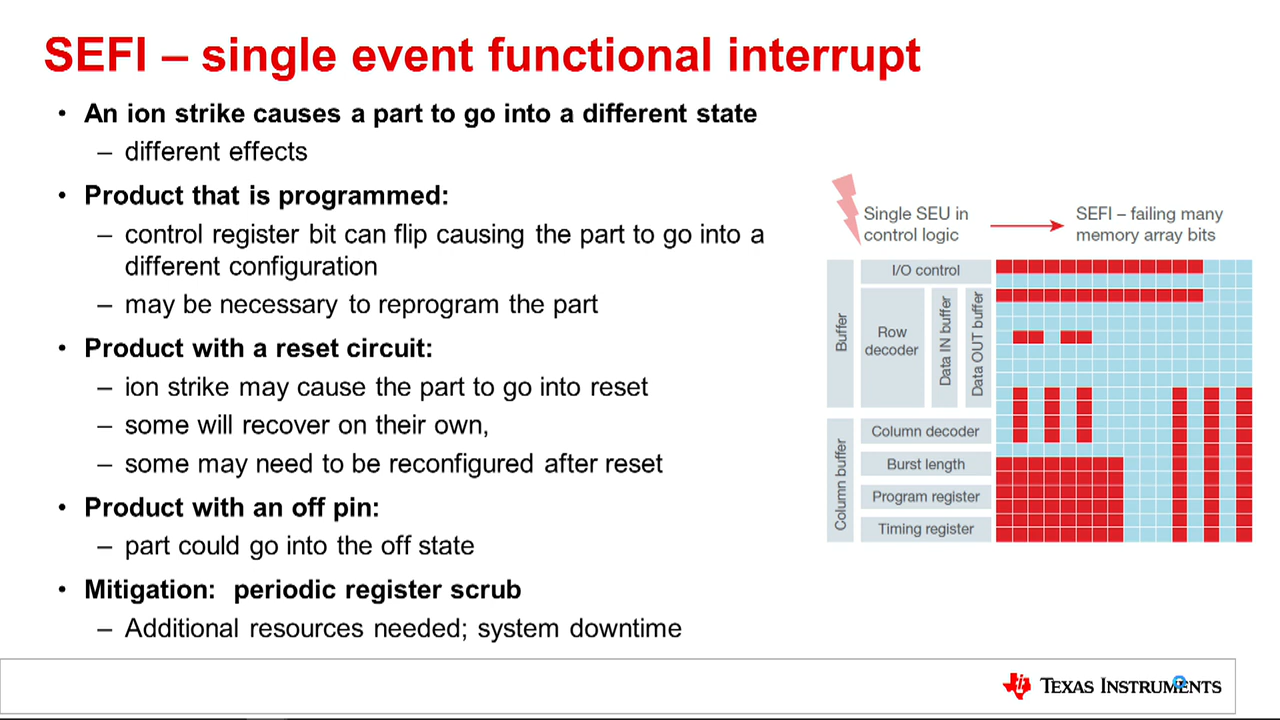 SEFI – single event functional interrupt
• An ion strike causes a part to go into a different state
– different effects
• Product that is programmed:
– control register bit can flip causing the part to go into a
different configuration
– may be necessary to reprogram the part
• Product with a reset circuit:
– ion strike may cause the part to go into reset
– some will recover on their own,
– some may need to be reconfigured after reset
• Product with an off pin:
– part could go into the off state
• Mitigation: periodic register scrub
– Additional resources needed; system downtime
Single SEU in
control logic
SEFI – failing many
memory array bits
Buffer
I/O control
Row
decoder
Data IN buffer
Data OUT buffer
Column buffer
Column decoder
Burst length
Program register
Timing register
TEXAS INSTRUMENTS